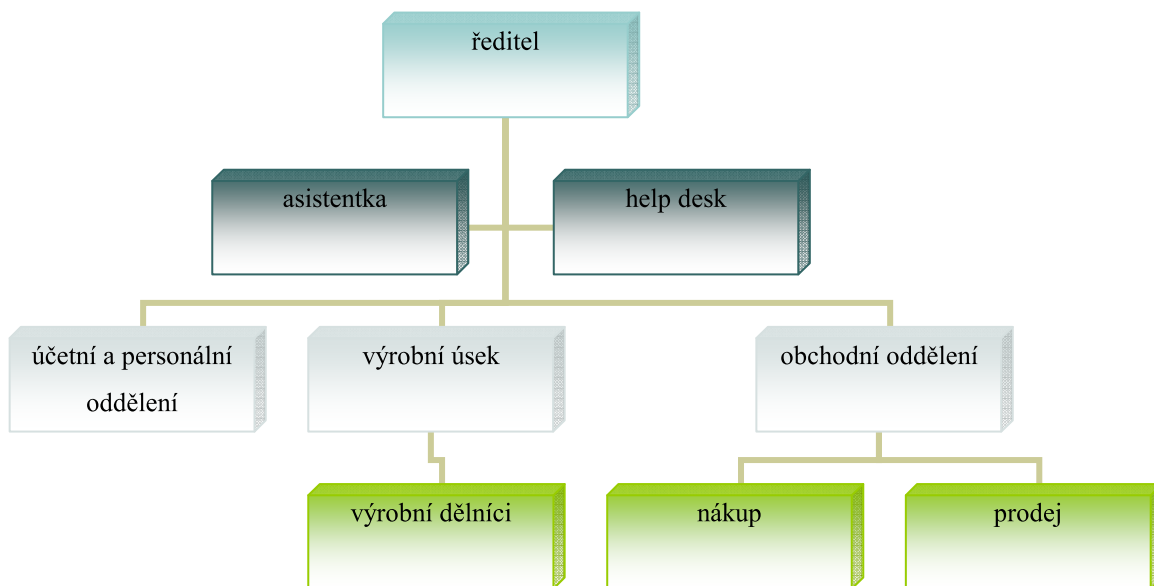 ředitel
asistentka
help desk
účetní a personální
oddělení
výrobní úsek
obchodní oddělení
výrobní dělníci
nákup
prodej